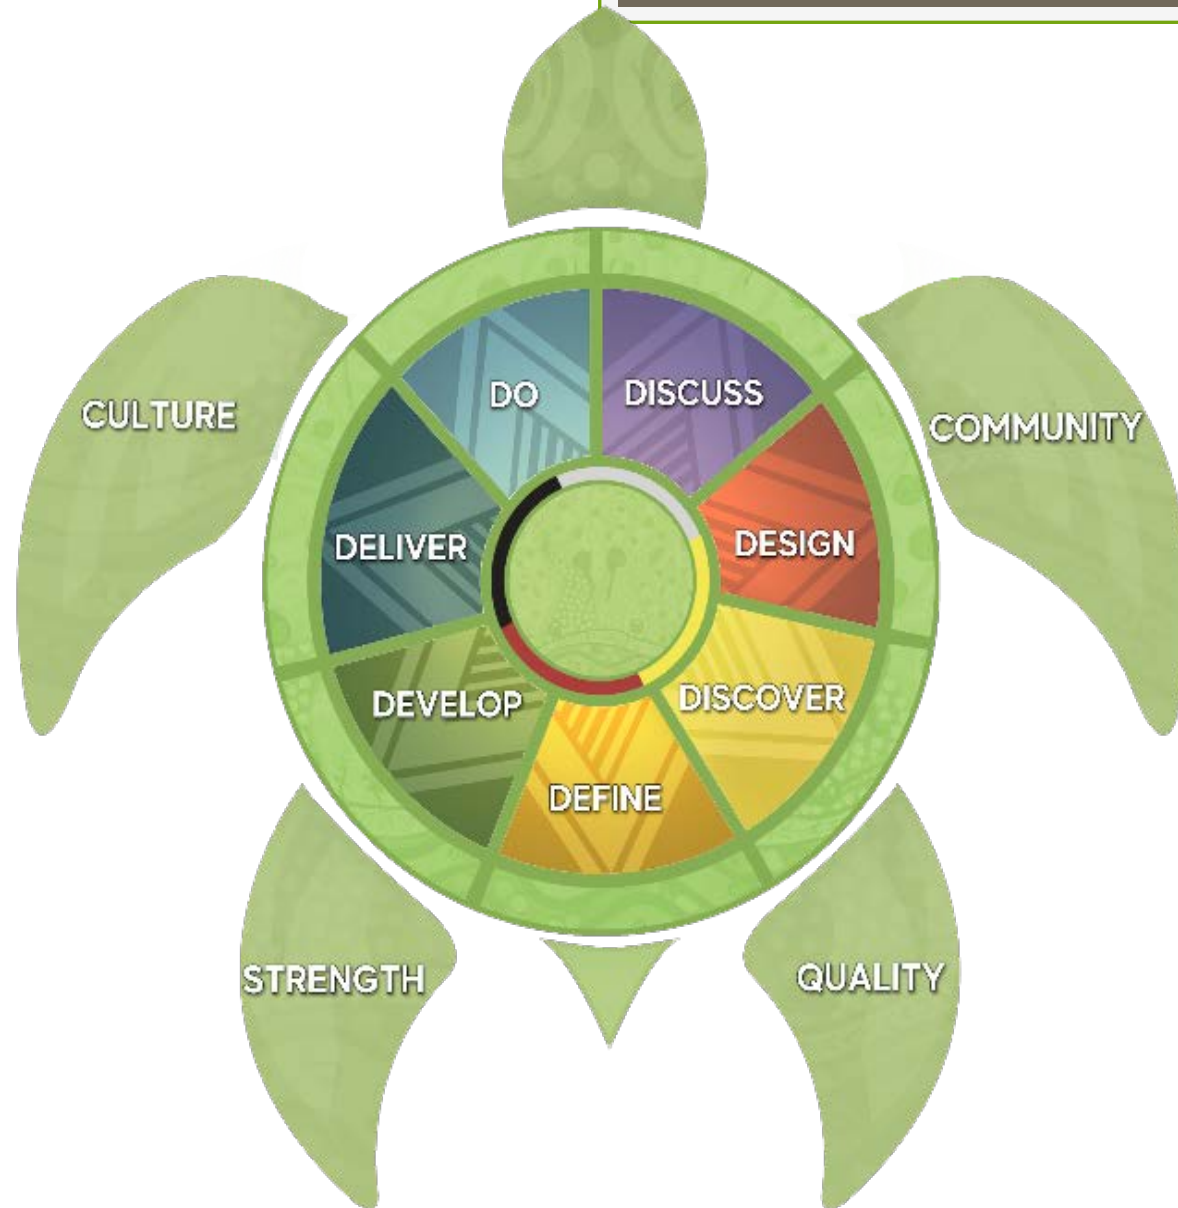 DO
DISCUSS
CULTURE
COMMUNITY
DELIVER
DESIGN
DEVELOP
DISCOVER
DEFINE
STRENGTH
QUALITY